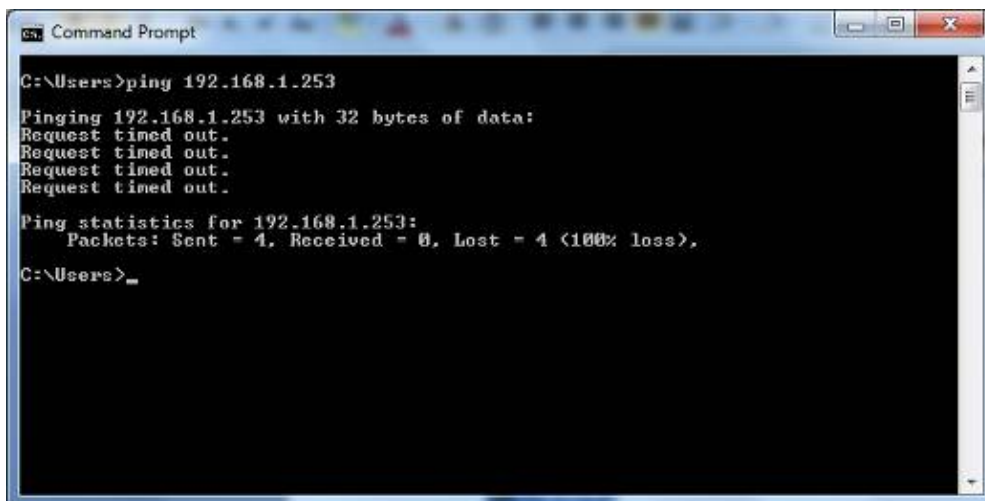 Command Prompt
C:\Users>ping 192.168.1.253
Pinging 192.168.1.253 with 32 bytes of data:
Request timed out.
Request timed out.
Request timed out.
Request timed out.
Ping statistics for 192.168.1.253:
Packets: Sent = 4, Received = 0, Lost = 4 (100% loss),
C:\Users>_